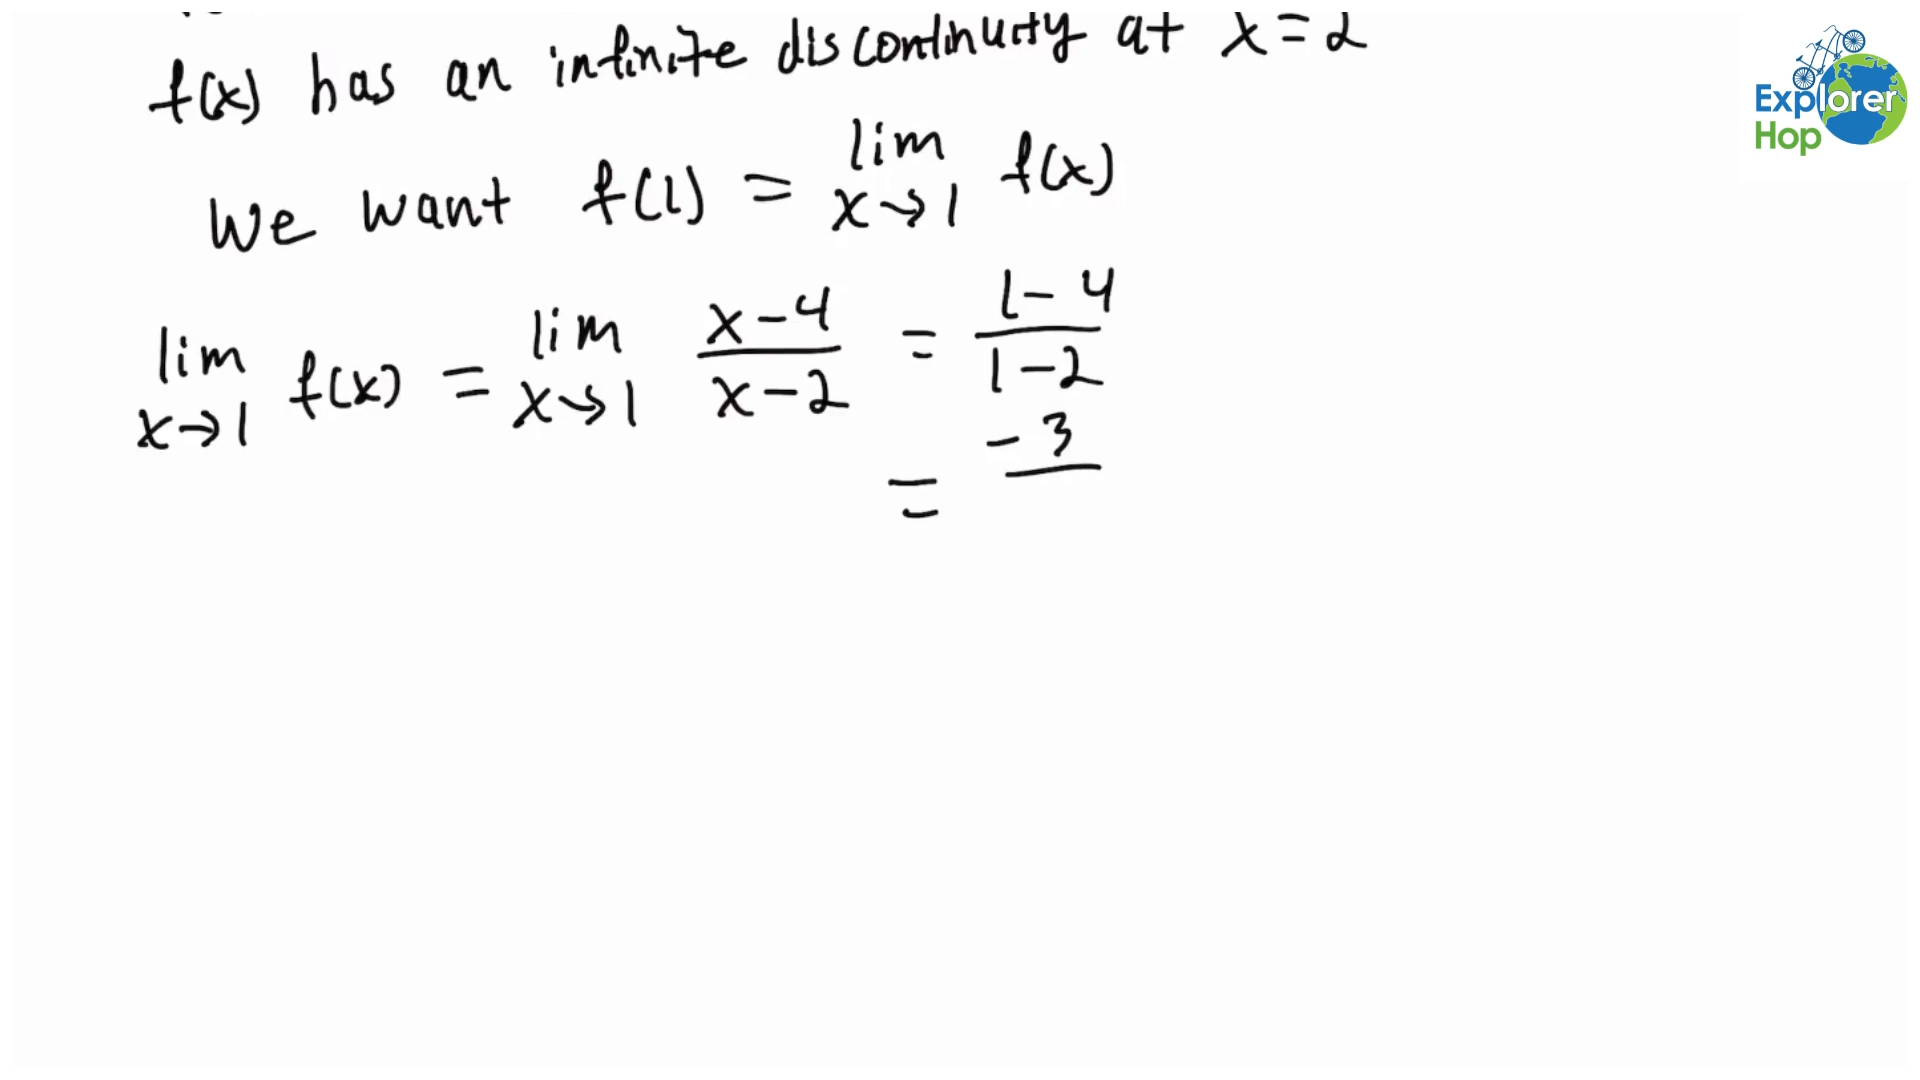 f(x) has an infinite discontinuity at x = 2
We want f(1) = lim x→1 f(x)
lim x→1 f(x) = lim x→1 (x-4)/(x-2) = (1-4)/(1-2)
= -3/
Explorer
Hop